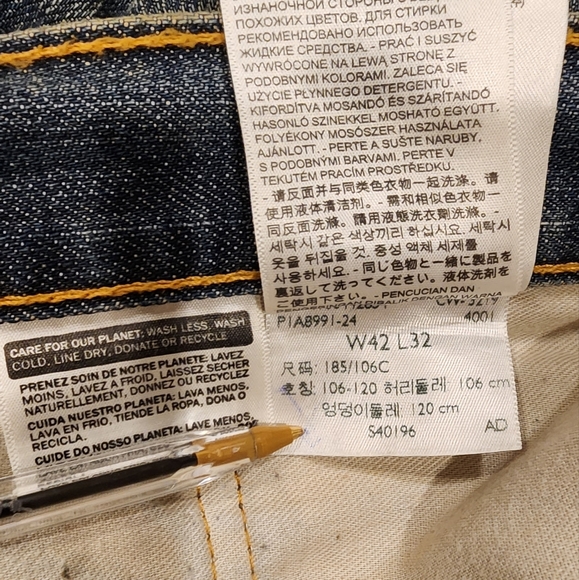 ИЗНАНОЧНОЙ СТОРОНЫ
ПОХОЖИХ ЦВЕТОВ. ДЛЯ СТИРКИ
РЕКОМЕНДОВАНО ИСПОЛЬЗОВАТЬ
ЖИДКИЕ СРЕДСТВА. - PRAĆ I SUSZYĆ
WYWRÓCONE NA LEWĄ STRONĘ Z
PODOBNYMI KOLORAMI. ZALECA SIĘ
UŻYCIE PŁYNNEGO DETERGENTU. -
KIFORDÍTVA MOSANDÓ ÉS SZÁRÍTANDÓ
HASONLÓ SZINEKKEL MOSHATÓ EGYÜTT.
FOLYÉKONY MOSÓSZER HASZNÁLATA
AJÁNLOTT. - PERTE A SUŠTE NARUBY,
S PODOBNÝMI BARVAMI. PERTE V
TEKUTÉM PRACÍM PROSTŘEDKU.
- 请反面并与同类色衣物一起洗涤。请
使用液体清洁剂。- 需和相似色衣物一
同反面洗滌。請用液態洗衣劑洗滌。-
세탁시 같은 색상끼리 하십시오. 세탁시
옷을 뒤집을 것. 중성 액체 세제를
사용하세요. - 同じ色物と一緒に製品を
裏返して洗ってください。液体洗剤を
ご使用下さい。- PENCUCIAN DAN
P1A8991-24 4001
W42 L32
尺码: 185/106C
호칭: 106-120 허리둘레: 106 cm
엉덩이둘레: 120 cm
S40196 AD
CARE FOR OUR PLANET: WASH LESS, WASH
COLD, LINE DRY, DONATE OR RECYCLE
PRENEZ SOIN DE NOTRE PLANETE: LAVEZ
MOINS, LAVEZ A FROID, LAISSEZ SECHER
NATURELLEMENT, DONNEZ OU RECYCLEZ
CUIDA NUESTRO PLANETA: LAVA MENOS,
LAVA EN FRIO, TIENDE LA ROPA, DONA O
RECICLA.
CUIDE DO NOSSO PLANETA: LAVE MENOS,